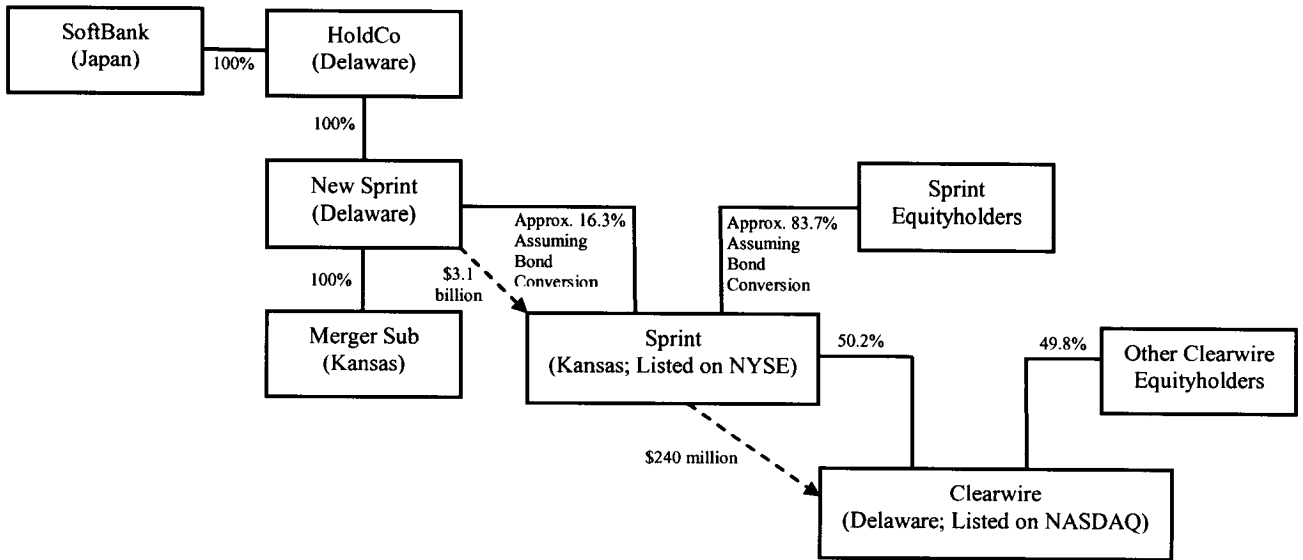 SoftBank
(Japan)
100%
HoldCo
(Delaware)
100%
New Sprint
(Delaware)
Approx. 16.3%
Assuming
Bond
Conversion
Approx. 83.7%
Assuming
Bond
Conversion
Sprint
Equityholders
100%
$3.1
billion
Merger Sub
(Kansas)
Sprint
(Kansas; Listed on NYSE)
50.2%
49.8%
Other Clearwire
Equityholders
$240 million
Clearwire
(Delaware; Listed on NASDAQ)